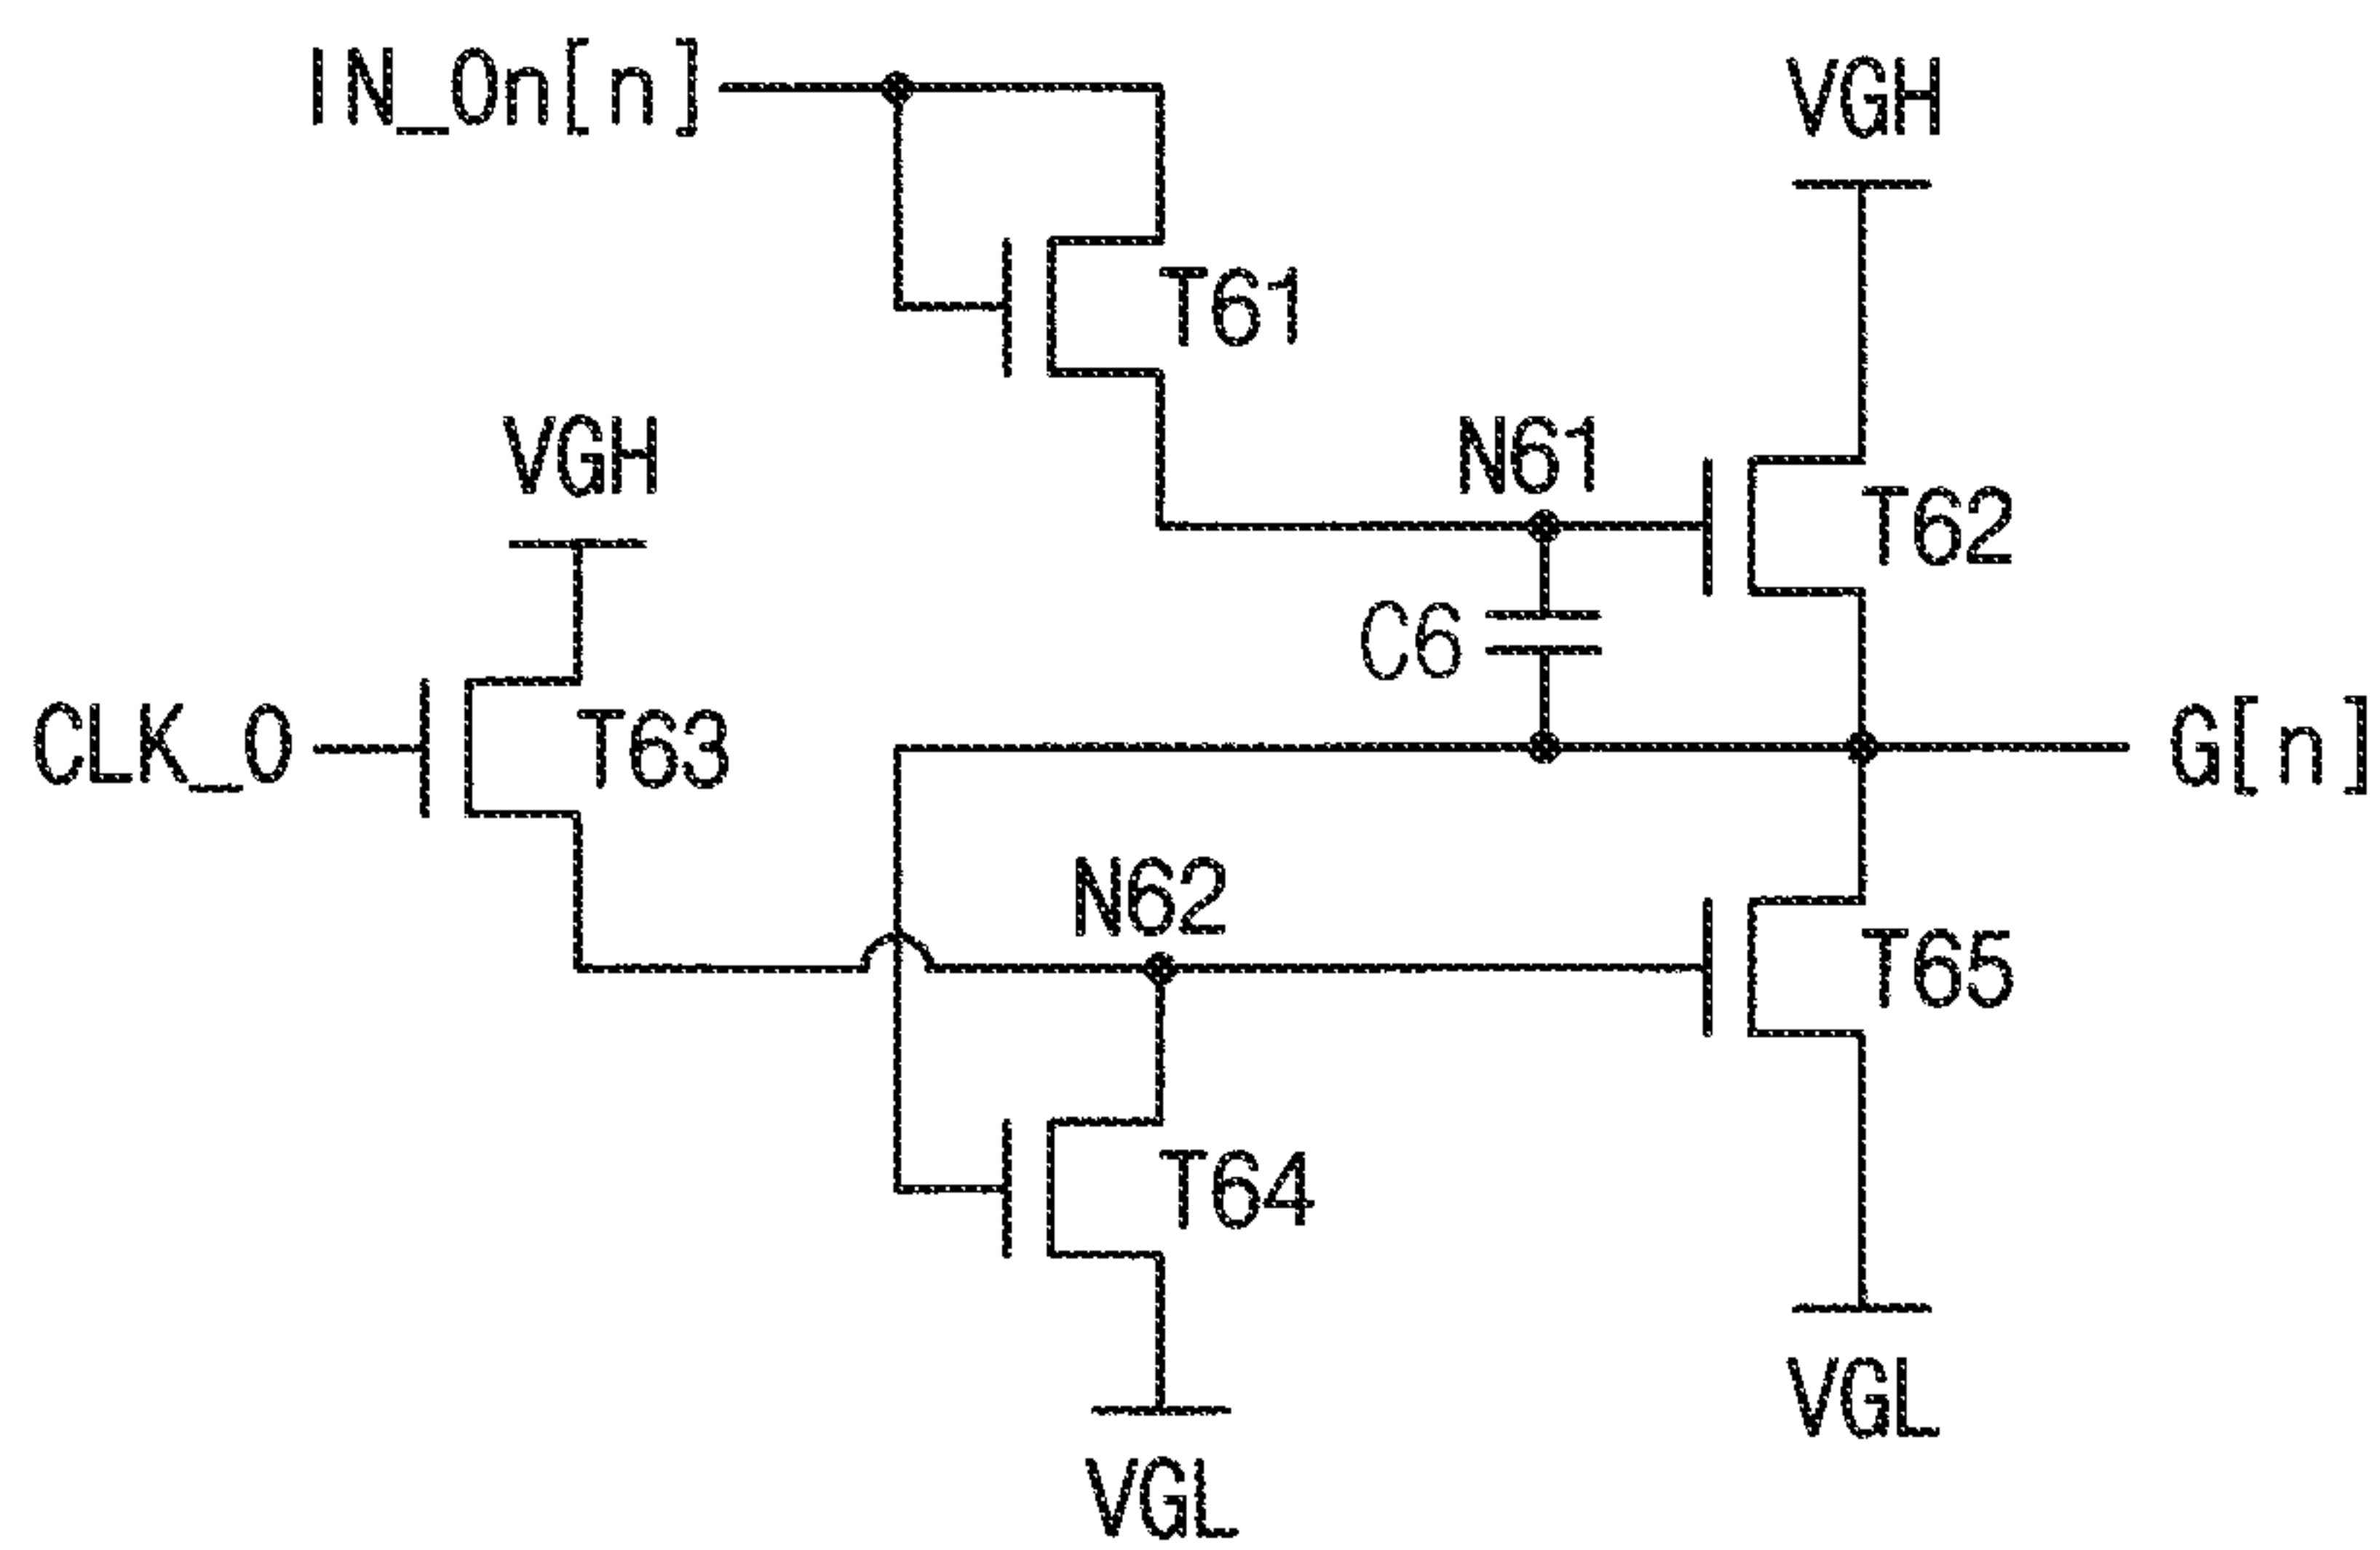 IN_On[n]
VGH
T61
VGH
N61
T62
C6
CLK_O
T63
G[n]
N62
T65
T64
VGL
VGL